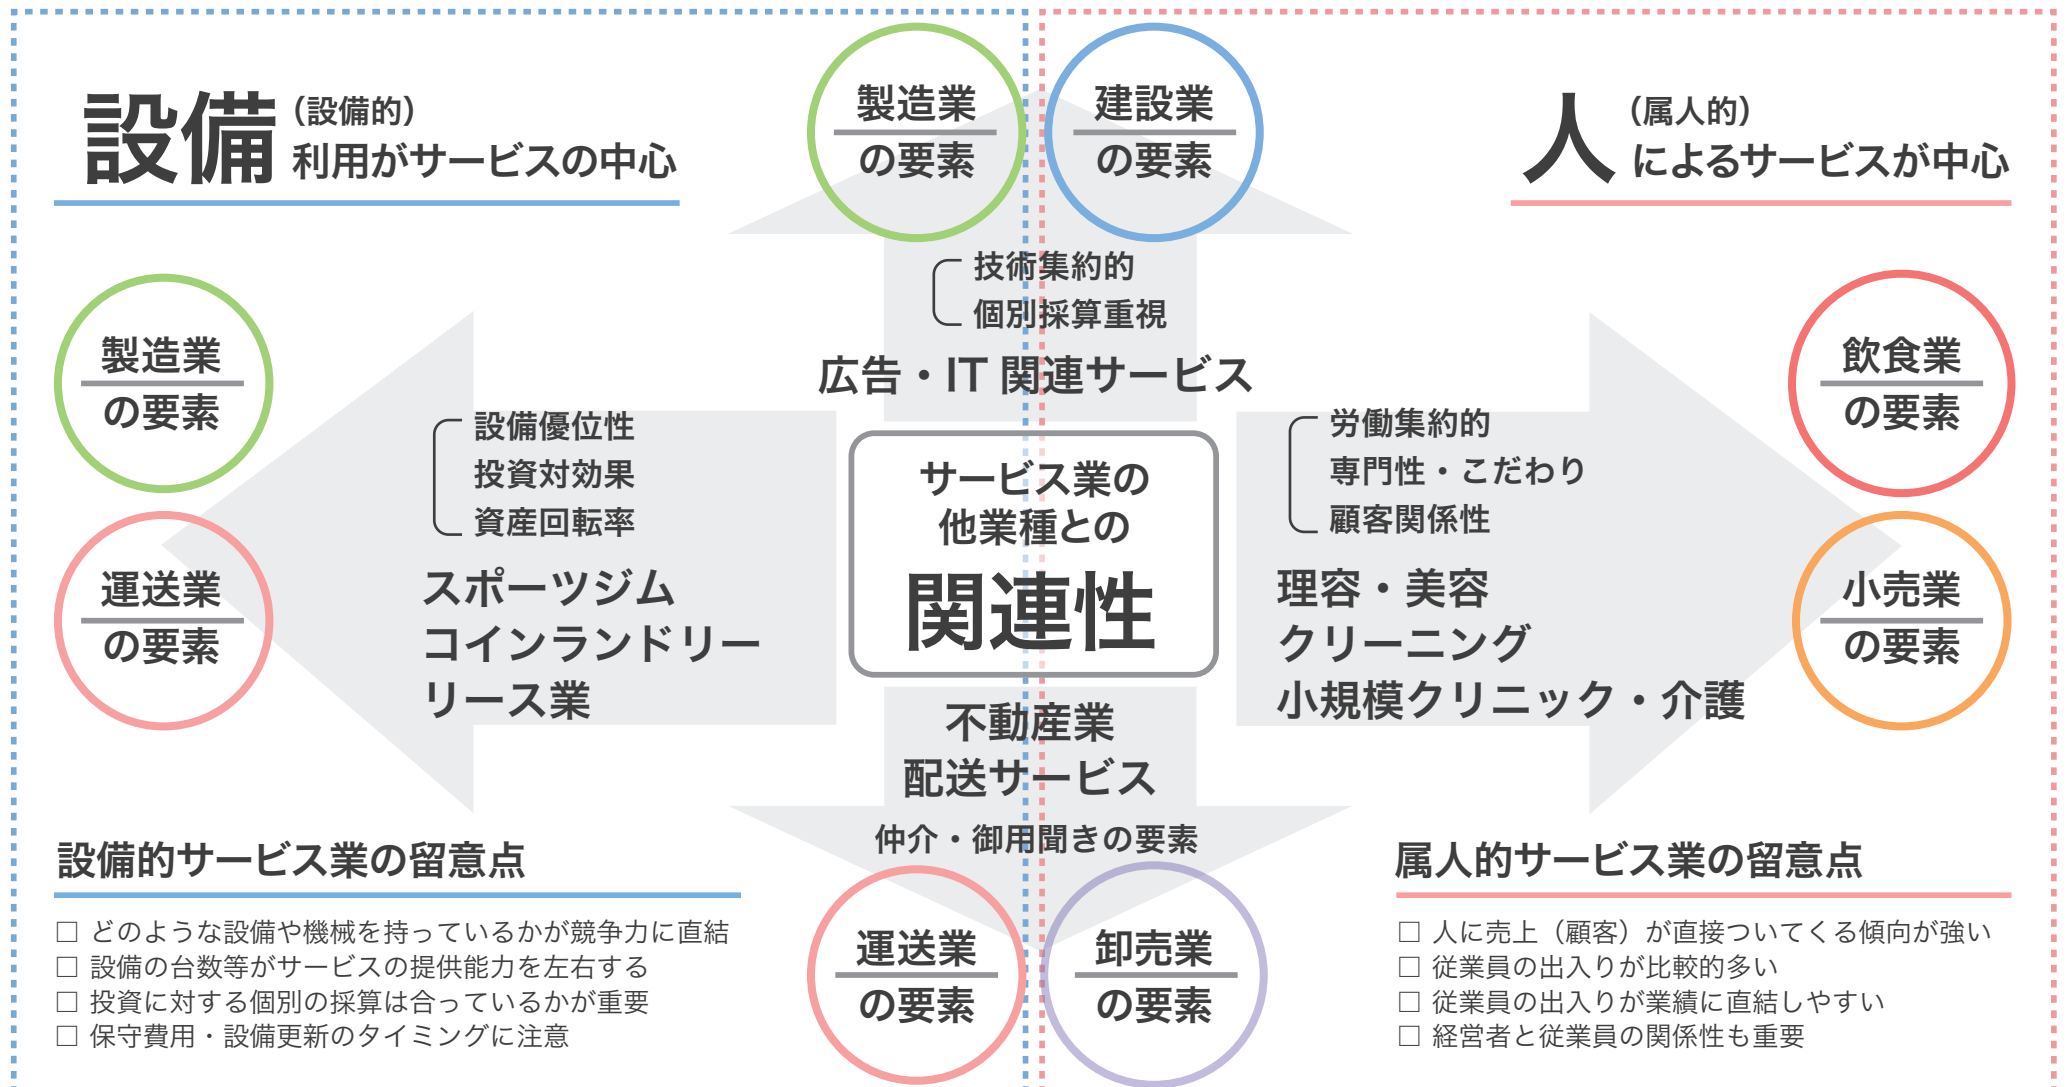 設備
(設備的)
利用がサービスの中心
製造業
の要素
建設業
の要素
人
(属人的)
によるサービスが中心
技術集約的
個別採算重視
広告・IT 関連サービス
製造業
の要素
運送業
の要素
設備優位性
投資対効果
資産回転率
スポーツジム
コインランドリー
リース業
サービス業の
他業種との
関連性
労働集約的
専門性・こだわり
顧客関係性
理容・美容
クリーニング
小規模クリニック・介護
飲食業
の要素
小売業
の要素
不動産業
配送サービス
仲介・御用聞きの要素
運送業
の要素
卸売業
の要素
設備的サービス業の留意点
□ どのような設備や機械を持っているかが競争力に直結
□ 設備の台数等がサービスの提供能力を左右する
□ 投資に対する個別の採算は合っているかが重要
□ 保守費用・設備更新のタイミングに注意
属人的サービス業の留意点
□ 人に売上（顧客）が直接ついてくる傾向が強い
□ 従業員の出入りが比較的多い
□ 従業員の出入りが業績に直結しやすい
□ 経営者と従業員の関係性も重要